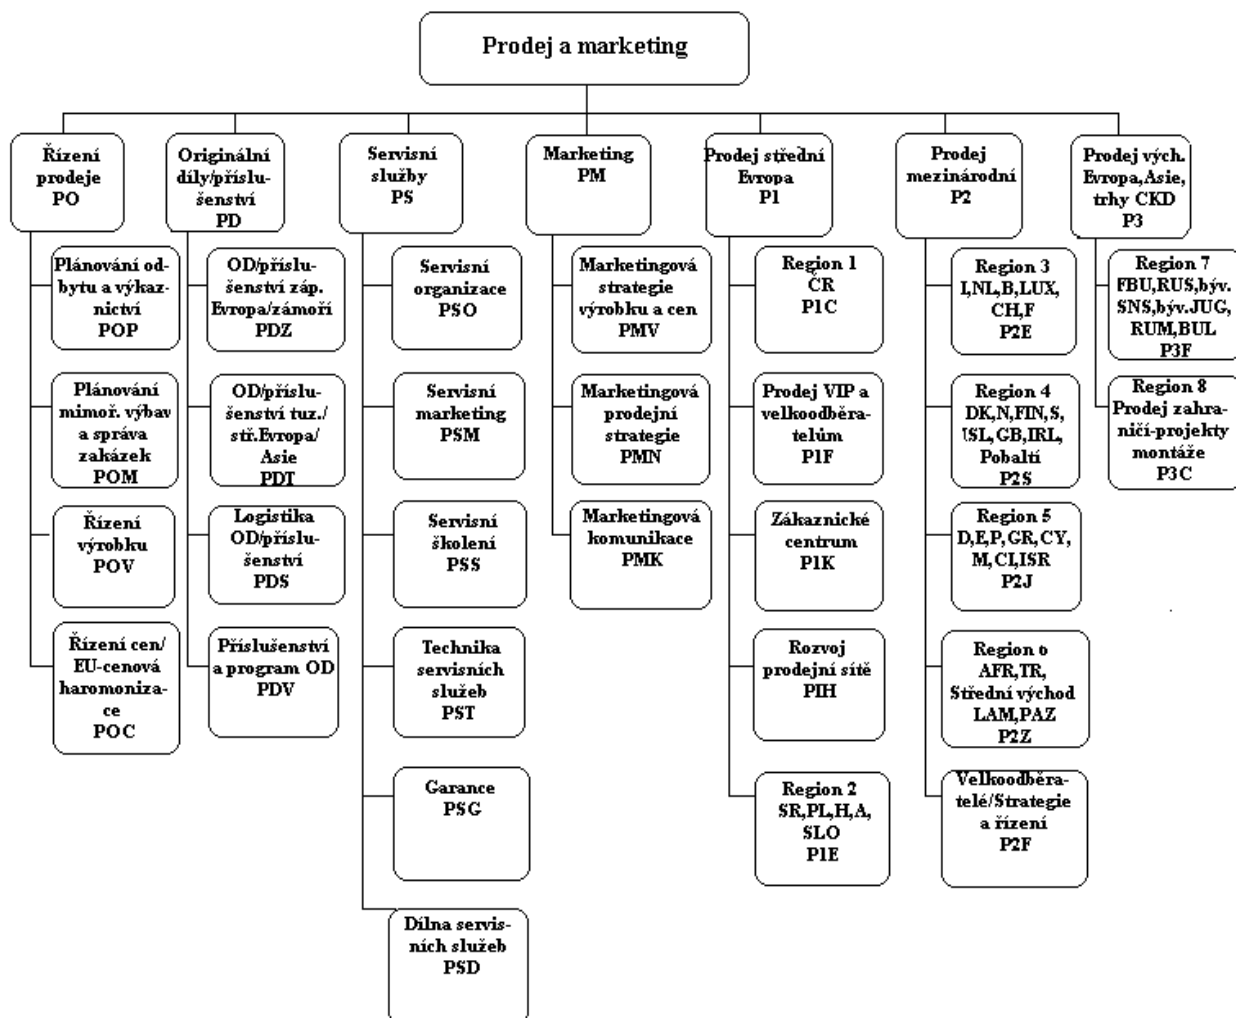 Prodej a marketing
Řízení
prodeje
PO
Originální
díly/příslu-
šenství
PD
Servisní
služby
PS
Marketing
PM
Prodej střední
Evropa
P1
Prodej
mezinárodní
P2
Prodej vých.
Evropa,Asie,
trhy CKD
P3
Plánování od-
bytu a výkaz-
nictví
POP
Plánování
mimoř. výbav
a správa
zakázek
POM
Řízení
výrobku
POV
Řízení cen/
EU-cenová
haromoniza-
ce
POC
OD/příslu-
šenství záp.
Evropa/zámoří
PDZ
OD/příslu-
šenství tuz./
stř.Evropa/
Asie
PDT
Logistika
OD/příslu-
šenství
PDS
Příslušenství
a program OD
PDV
Servisní
organizace
PSO
Servisní
marketing
PSM
Servisní
školení
PSS
Technika
servisních
služeb
PST
Garance
PSG
Dílna servis-
ních služeb
PSD
Marketingová
strategie
výrobku a cen
PMV
Marketingová
prodejní
strategie
PMN
Marketingová
komunikace
PMK
Region 1
ČR
P1C
Prodej VIP a
velkoodběra-
telům
P1F
Zákaznické
centrum
P1K
Rozvoj
prodejní sítě
PIH
Region 2
SR,PL,H,A,
SLO
P1E
Region 3
I,NL,B,LUX,
CH,F
P2E
Region 4
DK,N,FIN,S,
ISL,GB,IRL,
Pobaltí
P2S
Region 5
D,E,P,GR,CY,
M,CI,ISR
P2J
Region 6
AFR,TR,
Střední východ
LAM,PAZ
P2Z
Velkoodběra-
telé/Strategie
a řízení
P2F
Region 7
FBU,RUS,býv.
SNS,býv.JUG,
RUM,BUL
P3F
Region 8
Prodej zahra-
ničí-projekty
montáže
P3C